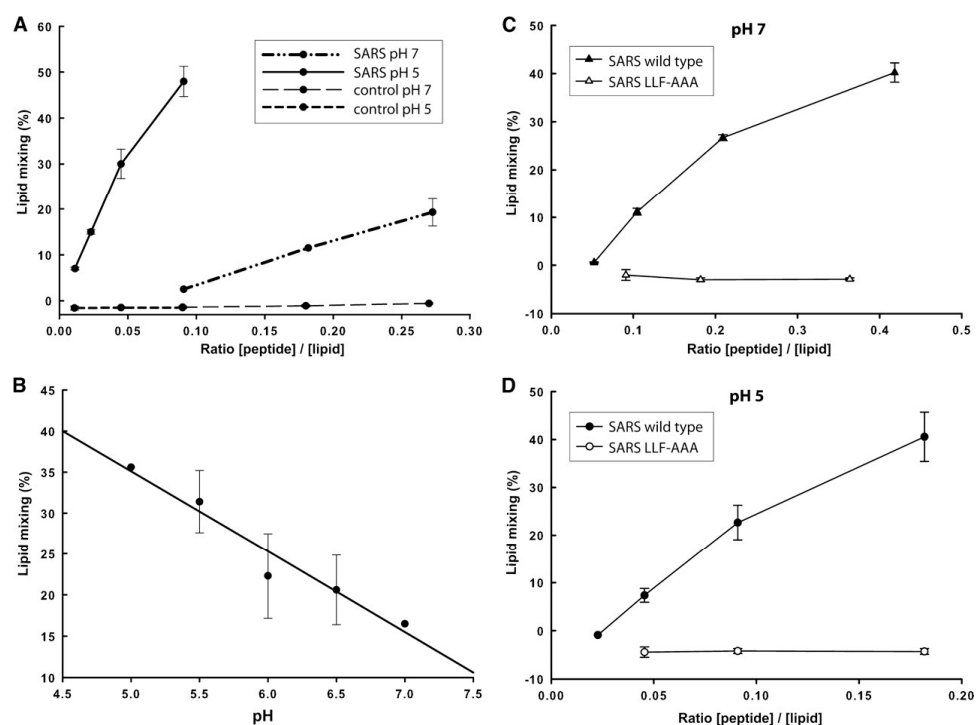 A
Lipid mixing (%)
60
50
40
30
20
10
0
SARS pH 7
SARS pH 5
control pH 7
control pH 5
0.00 0.05 0.10 0.15 0.20 0.25 0.30
Ratio [peptide] / [lipid]
B
Lipid mixing (%)
45
40
35
30
25
20
15
10
4.5 5.0 5.5 6.0 6.5 7.0 7.5
pH
C
pH 7
Lipid mixing (%)
50
40
30
20
10
0
-10
SARS wild type
SARS LLF-AAA
0.0 0.1 0.2 0.3 0.4 0.5
Ratio [peptide] / [lipid]
D
pH 5
Lipid mixing (%)
50
40
30
20
10
0
-10
SARS wild type
SARS LLF-AAA
0.00 0.05 0.10 0.15 0.20
Ratio [peptide] / [lipid]